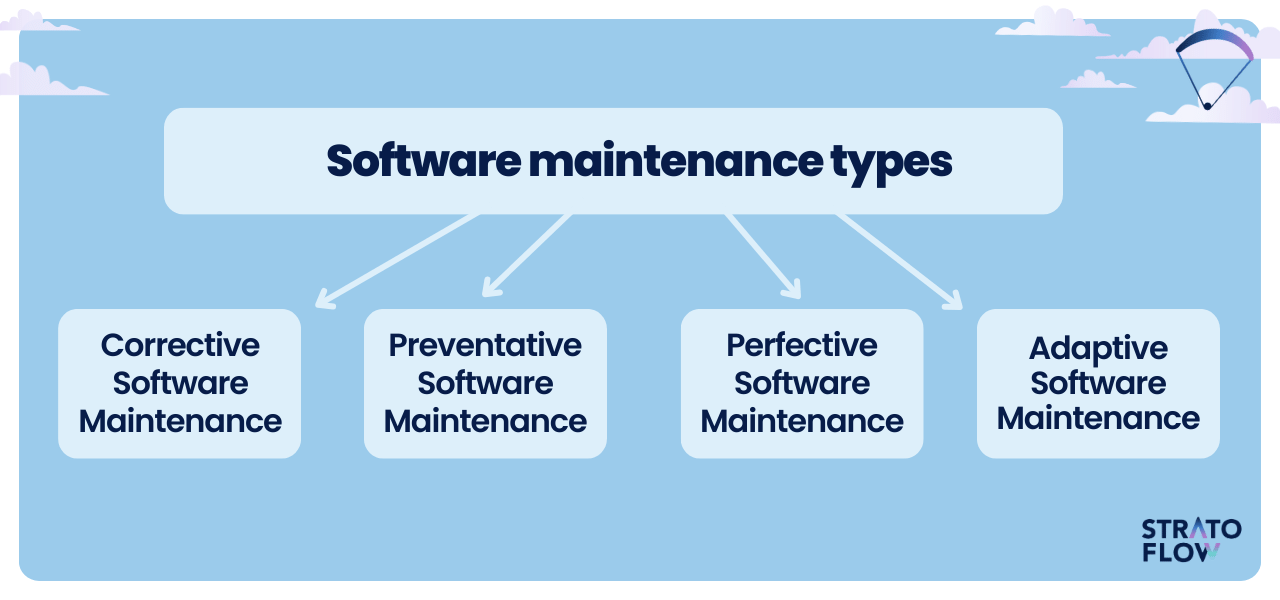 Software maintenance types
Corrective
Software
Maintenance
Preventative
Software
Maintenance
Perfective
Software
Maintenance
Adaptive
Software
Maintenance
STRATO
FLOW